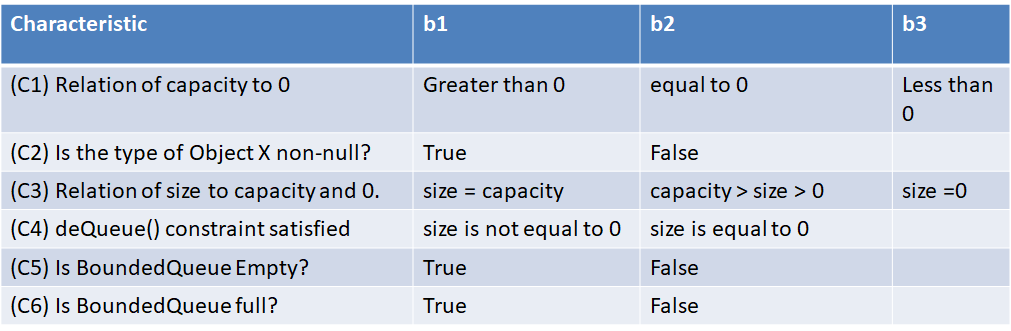 Characteristic b1 b2 b3
(C1) Relation of capacity to 0 Greater than 0 equal to 0 Less than
0
(C2) Is the type of Object X non-null? True False
(C3) Relation of size to capacity and 0. size = capacity capacity > size > 0 size =0
(C4) deQueue() constraint satisfied size is not equal to 0 size is equal to 0
(C5) Is BoundedQueue Empty? True False
(C6) Is BoundedQueue full? True False